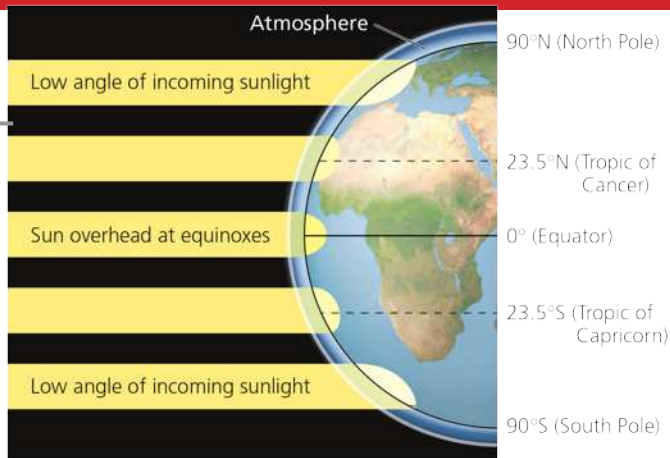 Atmosphere
90°N (North Pole)
Low angle of incoming sunlight
23.5°N (Tropic of
Cancer)
Sun overhead at equinoxes
0° (Equator)
23.5°S (Tropic of
Capricorn)
Low angle of incoming sunlight
90°S (South Pole)